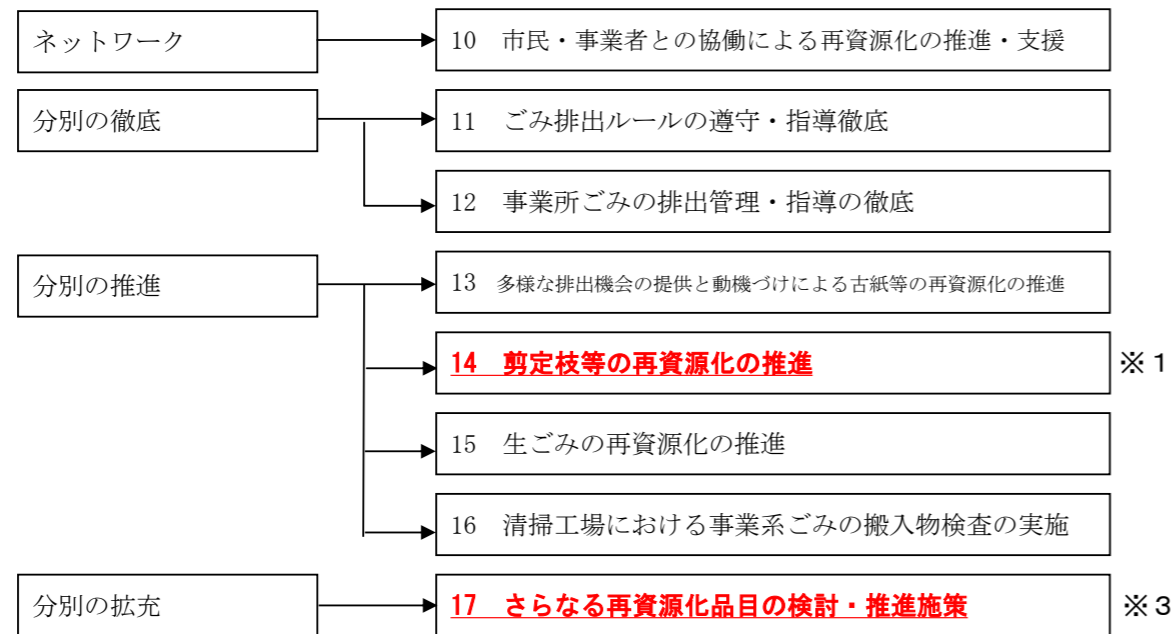 ネットワーク
10 市民・事業者との協働による再資源化の推進・支援
分別の徹底
11 ごみ排出ルールの遵守・指導徹底
12 事業所ごみの排出管理・指導の徹底
分別の推進
13 多様な排出機会の提供と動機づけによる古紙等の再資源化の推進
14 剪定枝等の再資源化の推進
※1
15 生ごみの再資源化の推進
16 清掃工場における事業系ごみの搬入物検査の実施
分別の拡充
17 さらなる再資源化品目の検討・推進施策
※3